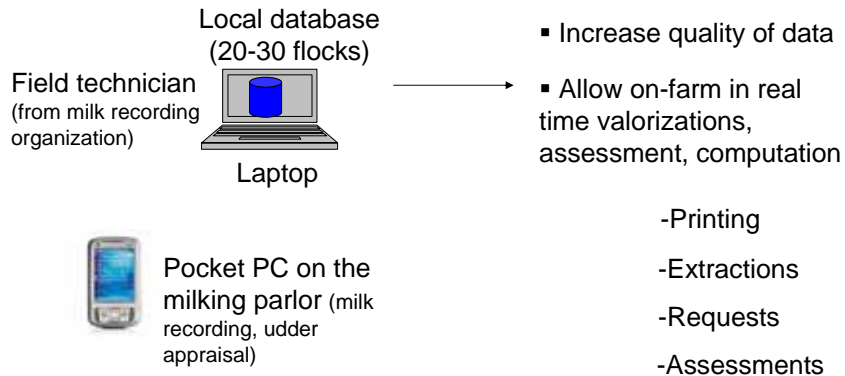 Local database
(20-30 flocks)
Field technician
(from milk recording
organization)
Laptop
▪ Increase quality of data
▪ Allow on-farm in real
time valorizations,
assessment, computation
Pocket PC on the
milking parlor (milk
recording, udder
appraisal)
-Printing
-Extractions
-Requests
-Assessments